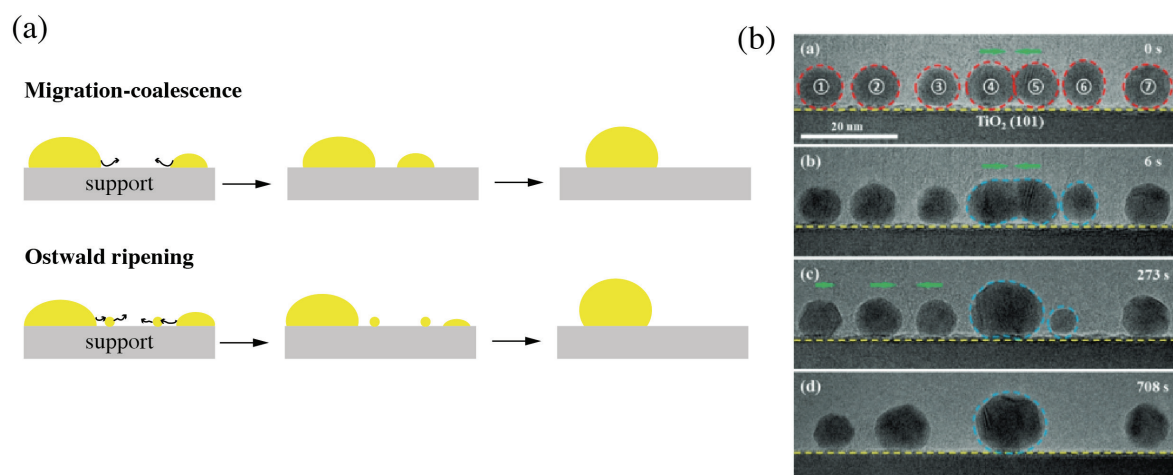 (a)
Migration-coalescence
support
Ostwald ripening
support
(b)
(a) 0 s
① ② ③ ④ ⑤ ⑥ ⑦
20 nm TiO₂ (101)
(b) 6 s
(c) 273 s
(d) 708 s